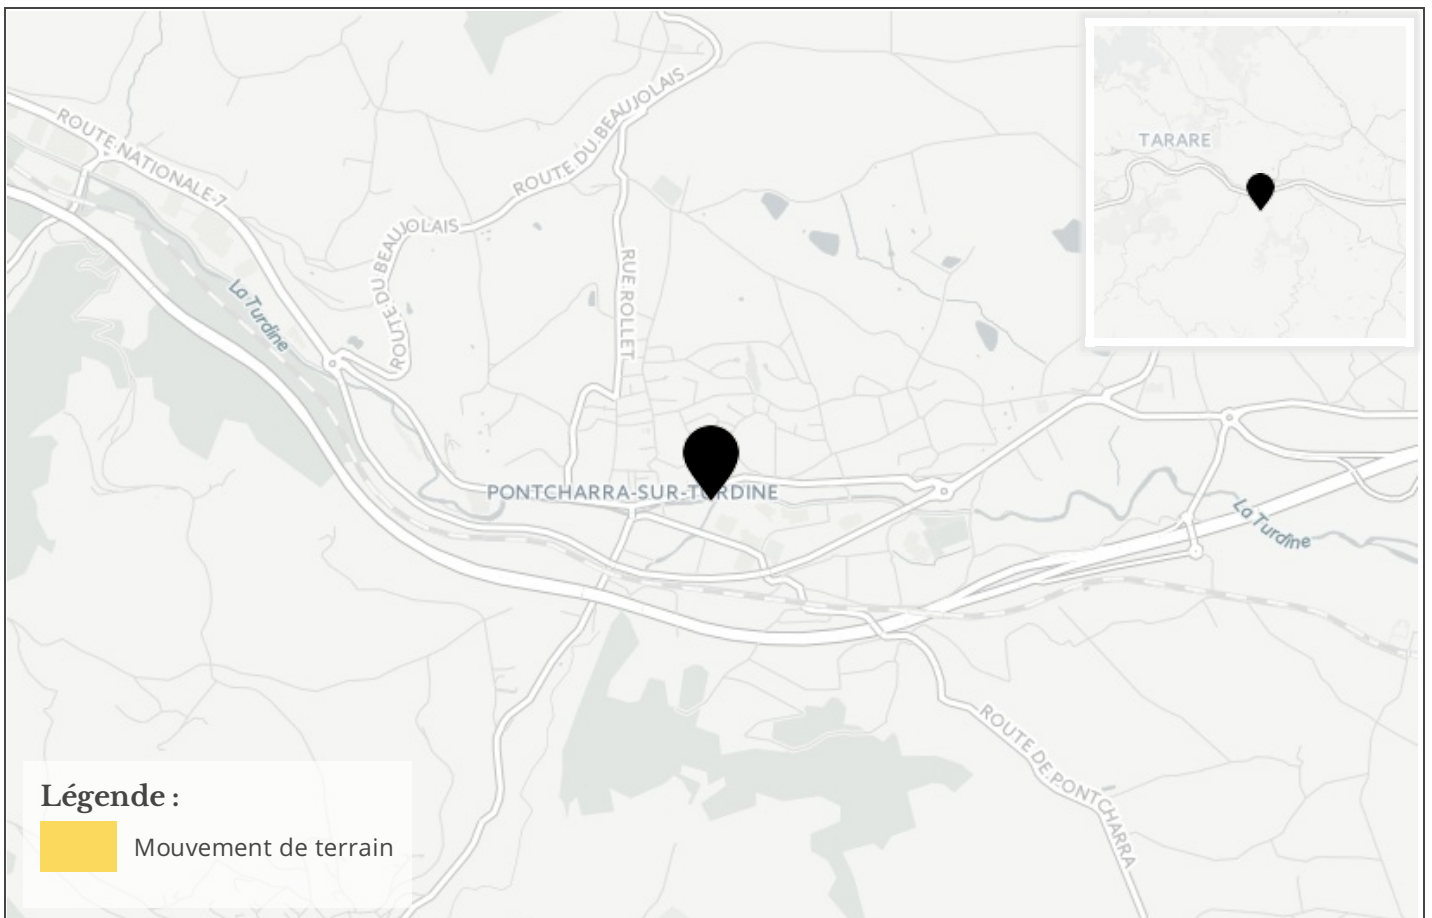 TARARE
ROUTE NATIONALE-7
ROUTE DU BEAUJOLAIS
ROUTE DU BEAUJOLAIS
RUE ROLLET
La Turdine
PONTCHARRA-SUR-TURDINE
La Turdine
ROUTE DE PONTCHARRA
Légende :
Mouvement de terrain